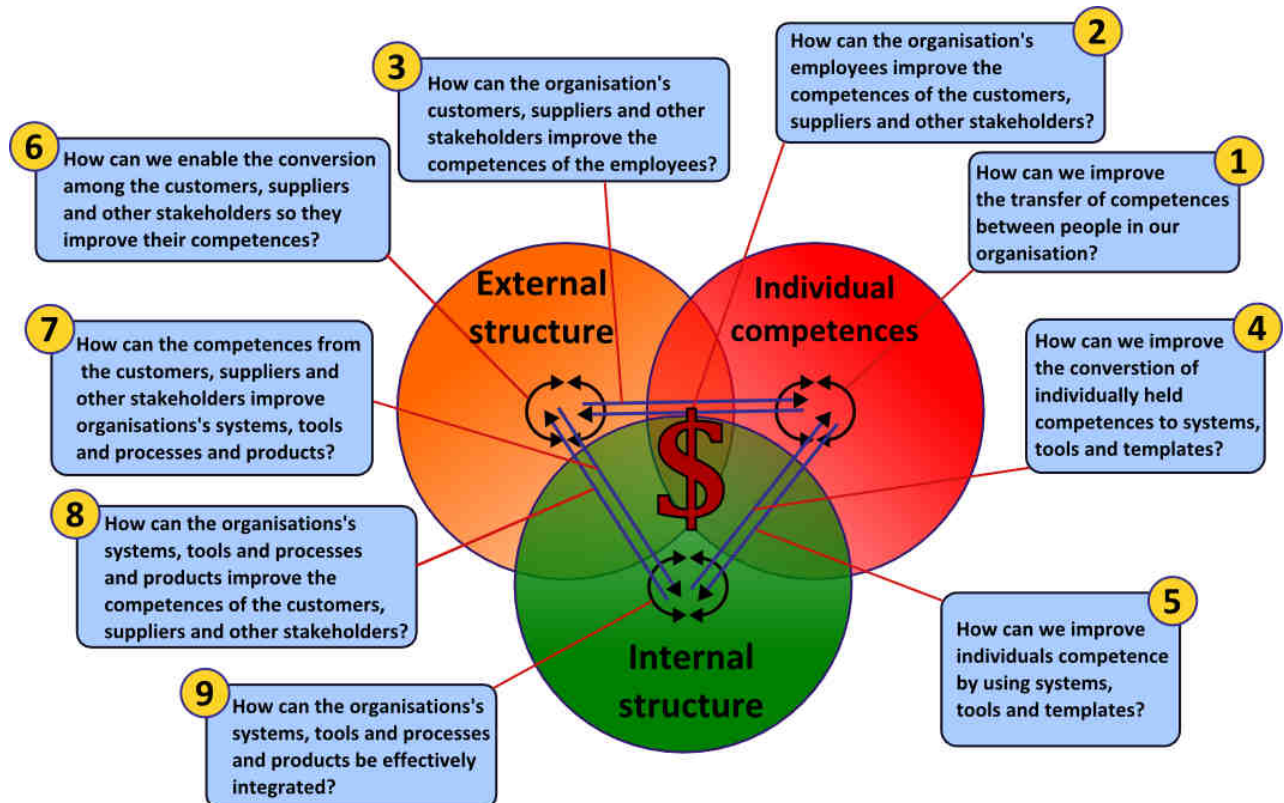 1
How can we improve
the transfer of competences
between people in our
organisation?
2
How can the organisation's
employees improve the
competences of the customers,
suppliers and other stakeholders?
3
How can the organisation's
customers, suppliers and other
stakeholders improve the
competences of the employees?
4
How can we improve
the converstion of
individually held
competences to systems,
tools and templates?
5
How can we improve
individuals competence
by using systems,
tools and templates?
6
How can we enable the conversion
among the customers, suppliers
and other stakeholders so they
improve their competences?
7
How can the competences from
the customers, suppliers and
other stakeholders improve
organisations's systems, tools
and processes and products?
8
How can the organisations's
systems, tools and processes
and products improve the
competences of the customers,
suppliers and other stakeholders?
9
How can the organisations's
systems, tools and processes
and products be effectively
integrated?
External
structure
Individual
competences
$
Internal
structure